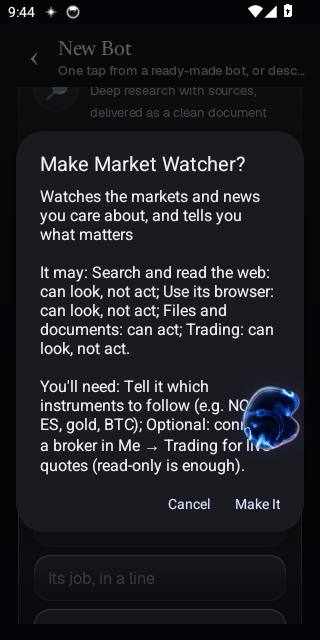 9:44
New Bot
One tap from a ready-made bot, or desc...
Deep research with sources,
delivered as a clean document
Make Market Watcher?
Watches the markets and news
you care about, and tells you
what matters
It may: Search and read the web:
can look, not act; Use its browser:
can look, not act; Files and
documents: can act; Trading: can
look, not act.
You'll need: Tell it which
instruments to follow (e.g.
ES, gold, BTC); Optional:
a broker in Me → Trading for live
quotes (read-only is enough).
Cancel
Make It
Its job, in a line